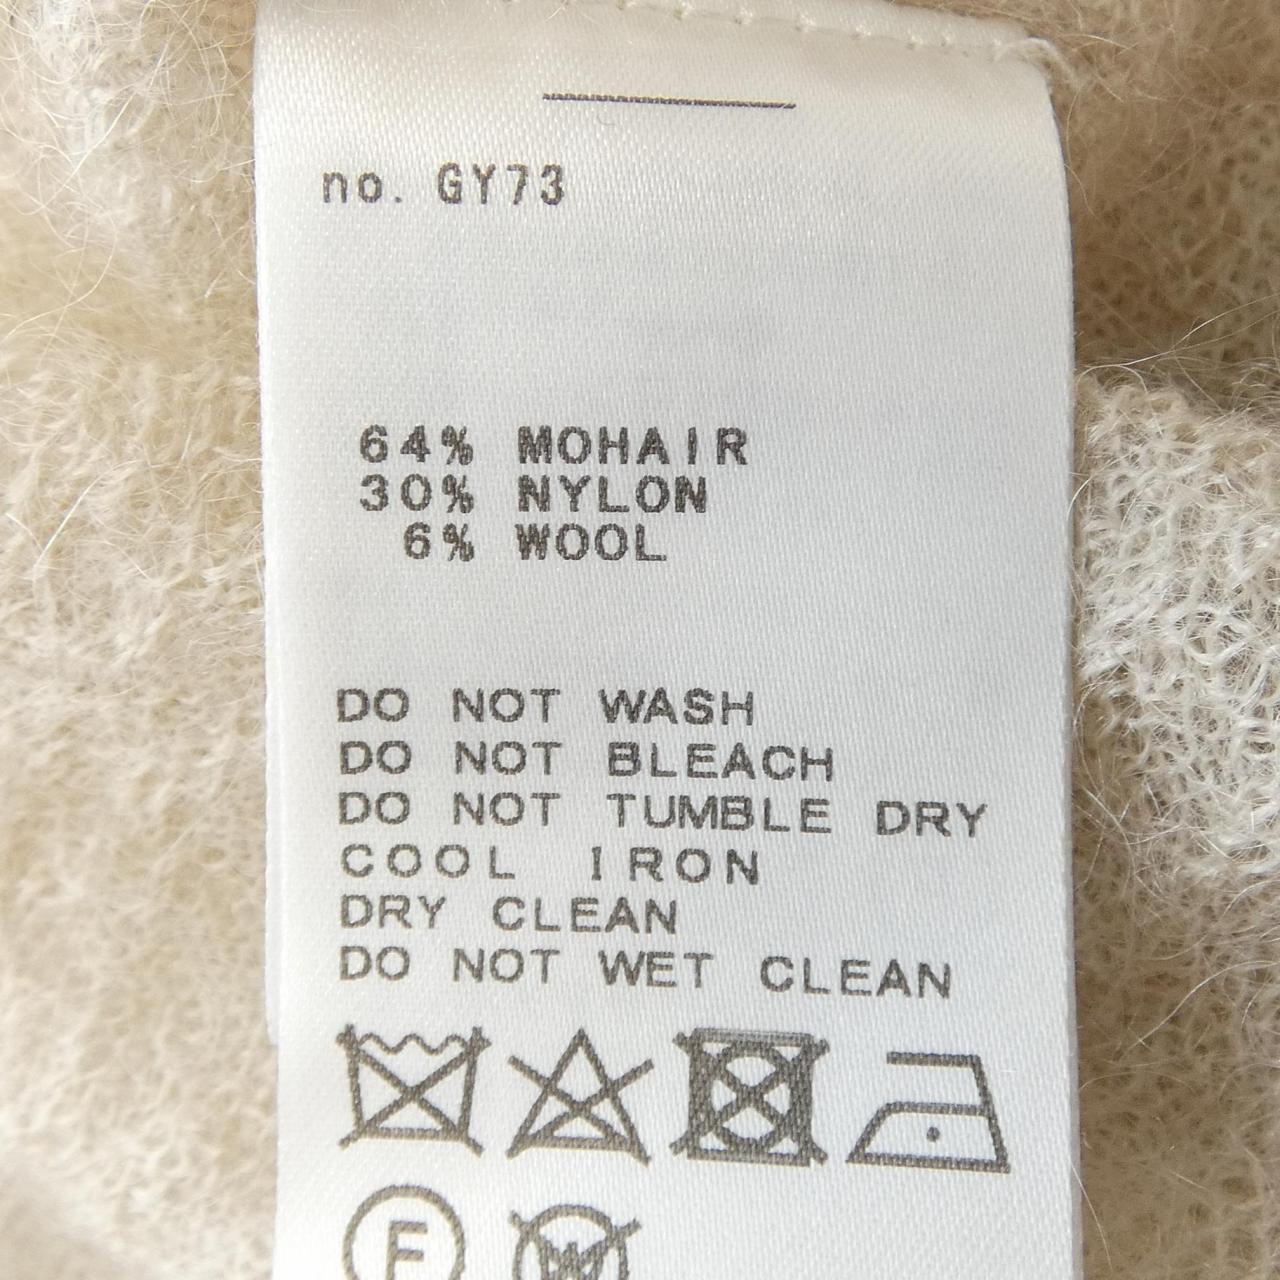 no. GY73
64% MOHAIR
30% NYLON
6% WOOL
DO NOT WASH
DO NOT BLEACH
DO NOT TUMBLE DRY
COOL IRON
DRY CLEAN
DO NOT WET CLEAN
F W